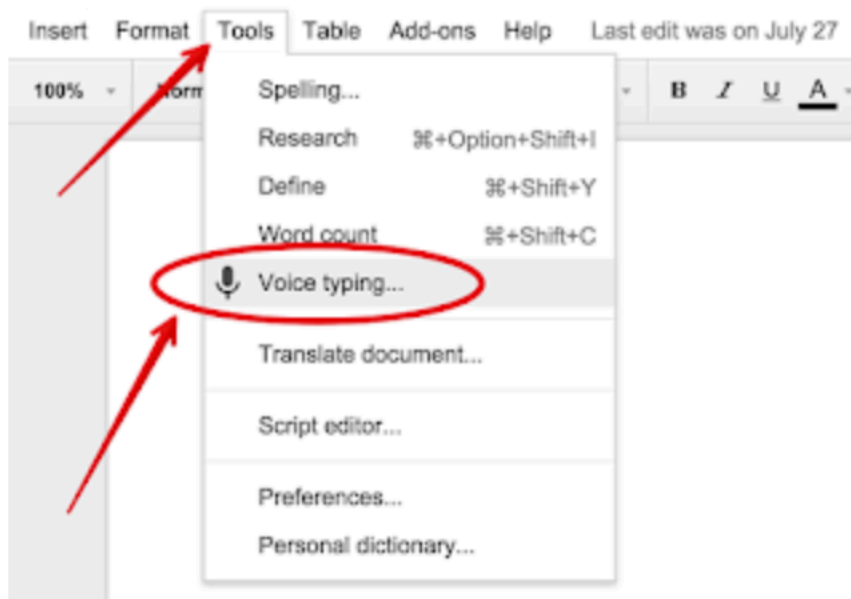 Insert Format Tools Table Add-ons Help Last edit was on July 27
100% Norm B I U A
Spelling...
Research ⌘+Option+Shift+I
Define ⌘+Shift+Y
Word count ⌘+Shift+C
Voice typing...
Translate document...
Script editor...
Preferences...
Personal dictionary...